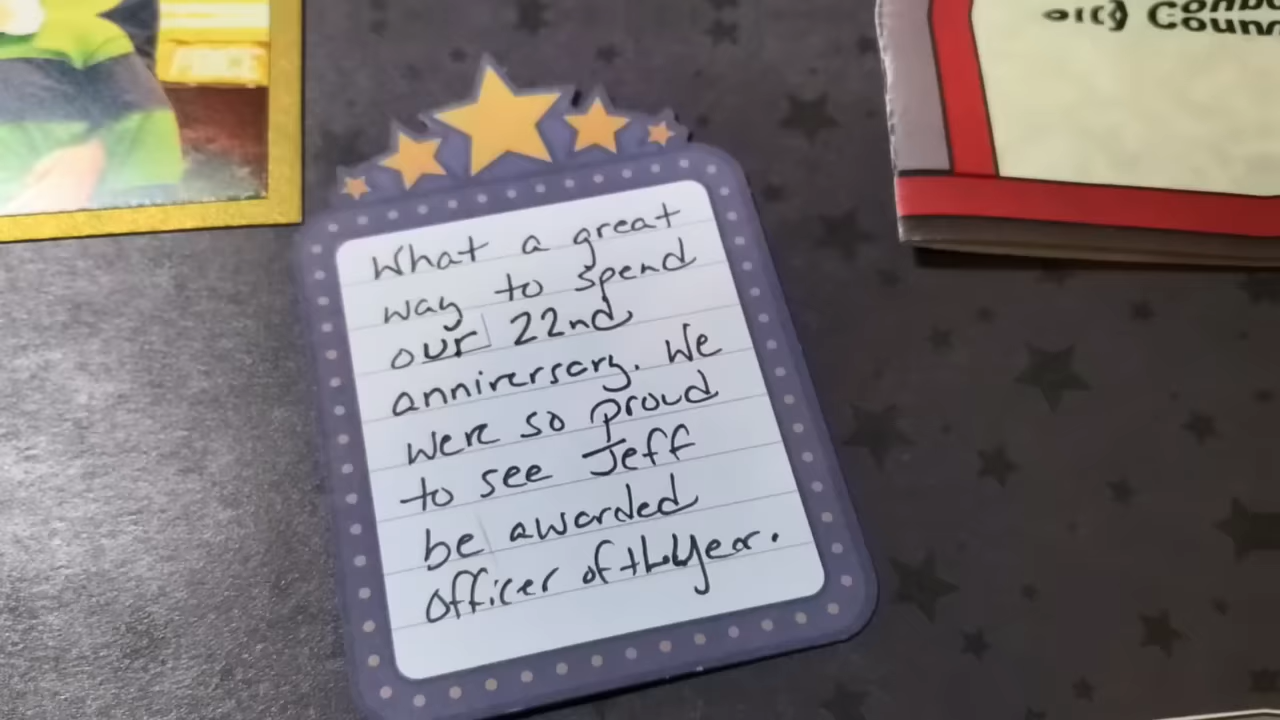 What a great
way to spend
our 22nd
anniversary. We
were so proud
to see Jeff
be awarded
Officer of the Year.